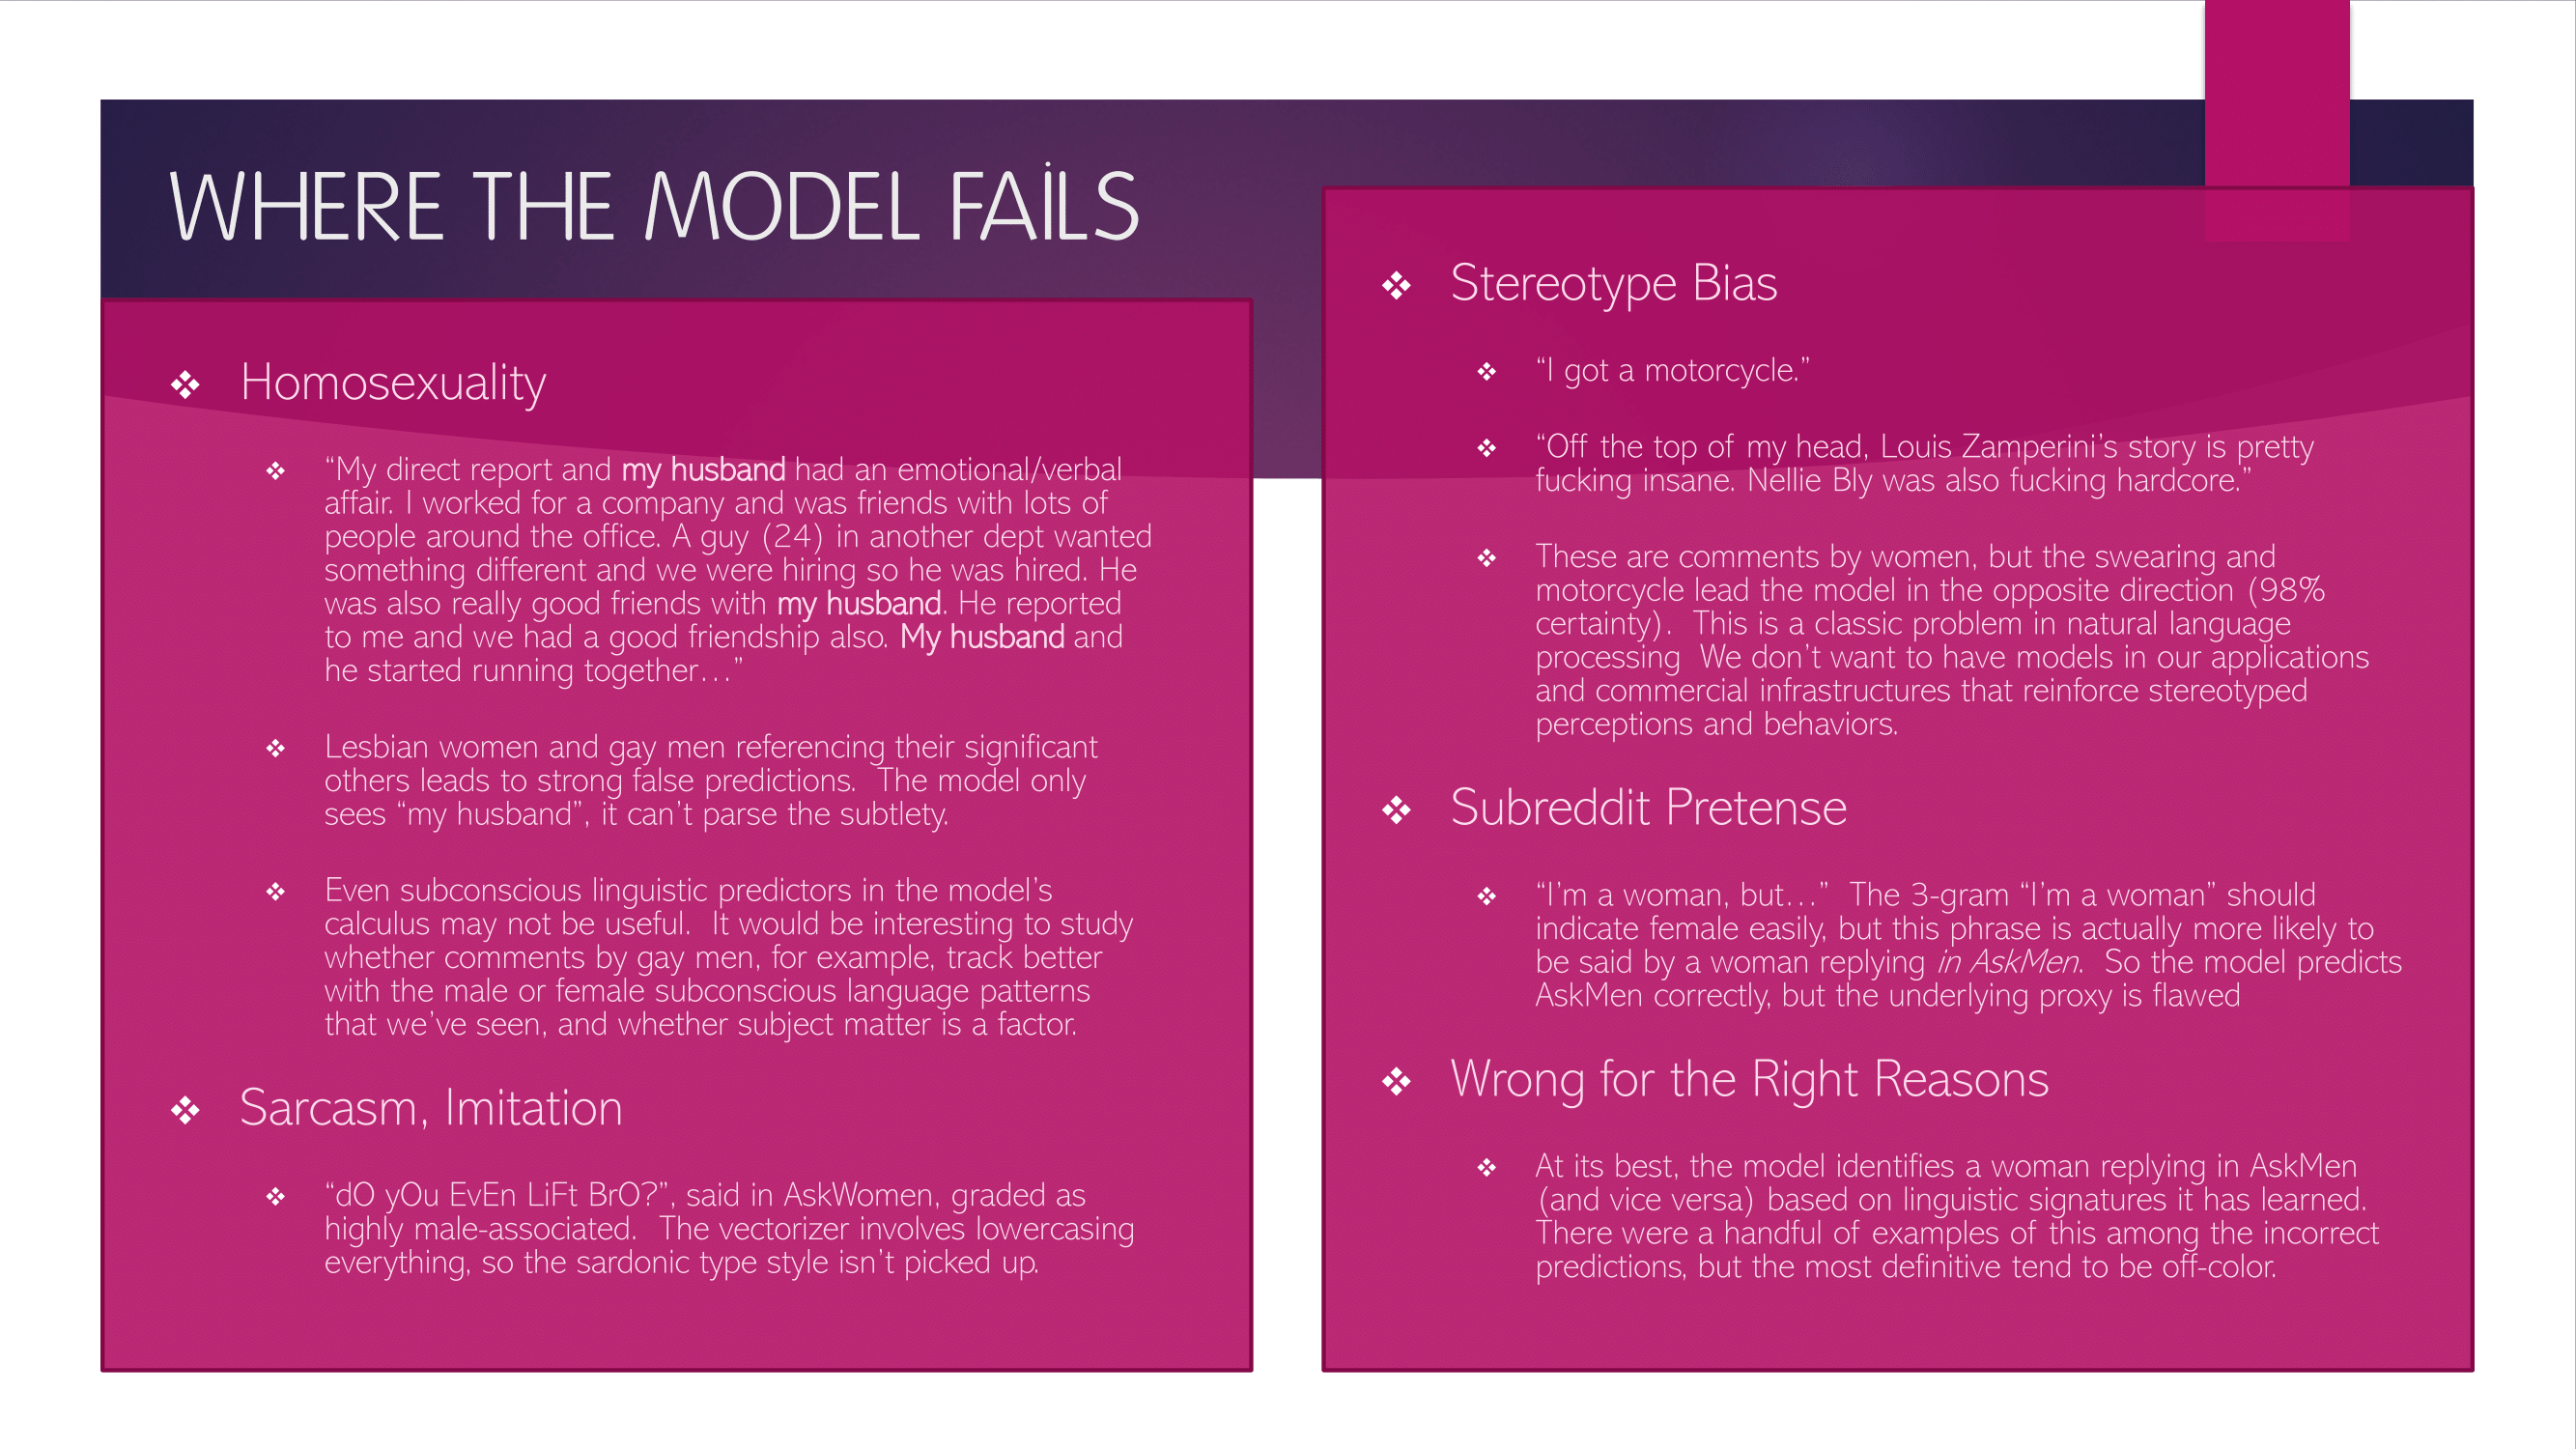 WHERE THE MODEL FAILS
❖ Homosexuality
❖ “My direct report and my husband had an emotional/verbal
affair. I worked for a company and was friends with lots of
people around the office. A guy (24) in another dept wanted
something different and we were hiring so he was hired. He
was also really good friends with my husband. He reported
to me and we had a good friendship also. My husband and
he started running together…”
❖ Lesbian women and gay men referencing their significant
others leads to strong false predictions.  The model only
sees “my husband”, it can’t parse the subtlety.
❖ Even subconscious linguistic predictors in the model’s
calculus may not be useful.  It would be interesting to study
whether comments by gay men, for example, track better
with the male or female subconscious language patterns
that we’ve seen, and whether subject matter is a factor.
❖ Sarcasm, Imitation
❖ “dO yOu EvEn LiFt BrO?”, said in AskWomen, graded as
highly male-associated.  The vectorizer involves lowercasing
everything, so the sardonic type style isn’t picked up.
❖ Stereotype Bias
❖ “I got a motorcycle.”
❖ “Off the top of my head, Louis Zamperini’s story is pretty
fucking insane. Nellie Bly was also fucking hardcore.”
❖ These are comments by women, but the swearing and
motorcycle lead the model in the opposite direction (98%
certainty).  This is a classic problem in natural language
processing  We don’t want to have models in our applications
and commercial infrastructures that reinforce stereotyped
perceptions and behaviors.
❖ Subreddit Pretense
❖ “I’m a woman, but…”  The 3-gram “I’m a woman” should
indicate female easily, but this phrase is actually more likely to
be said by a woman replying in AskMen.  So the model predicts
AskMen correctly, but the underlying proxy is flawed
❖ Wrong for the Right Reasons
❖ At its best, the model identifies a woman replying in AskMen
(and vice versa) based on linguistic signatures it has learned.
There were a handful of examples of this among the incorrect
predictions, but the most definitive tend to be off-color.